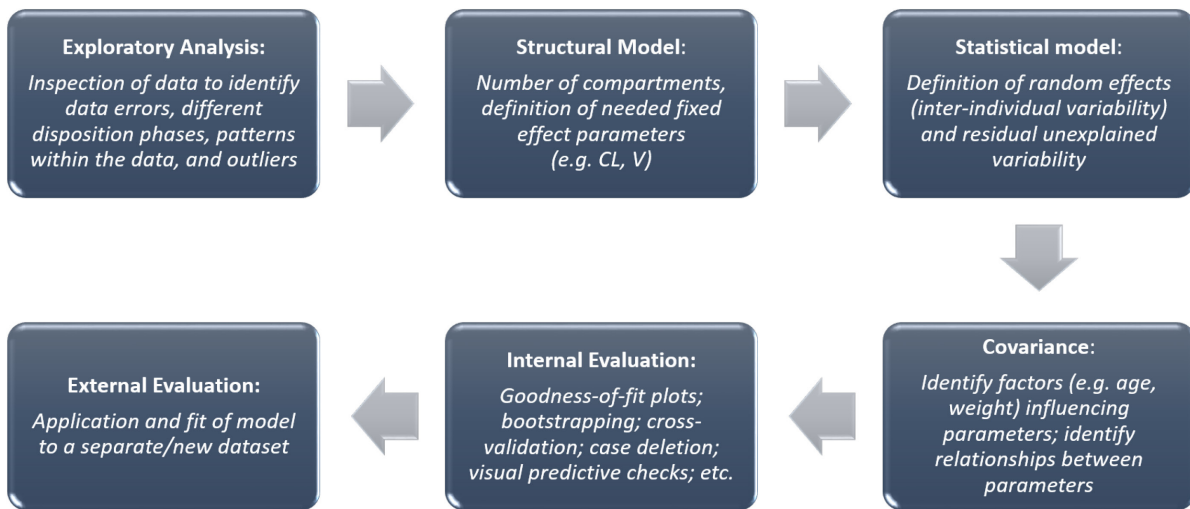 Exploratory Analysis:
Inspection of data to identify
data errors, different
disposition phases, patterns
within the data, and outliers
Structural Model:
Number of compartments,
definition of needed fixed
effect parameters
(e.g. CL, V)
Statistical model:
Definition of random effects
(inter-individual variability)
and residual unexplained
variability
Covariance:
Identify factors (e.g. age,
weight) influencing
parameters; identify
relationships between
parameters
Internal Evaluation:
Goodness-of-fit plots;
bootstrapping; cross-
validation; case deletion;
visual predictive checks; etc.
External Evaluation:
Application and fit of model
to a separate/new dataset